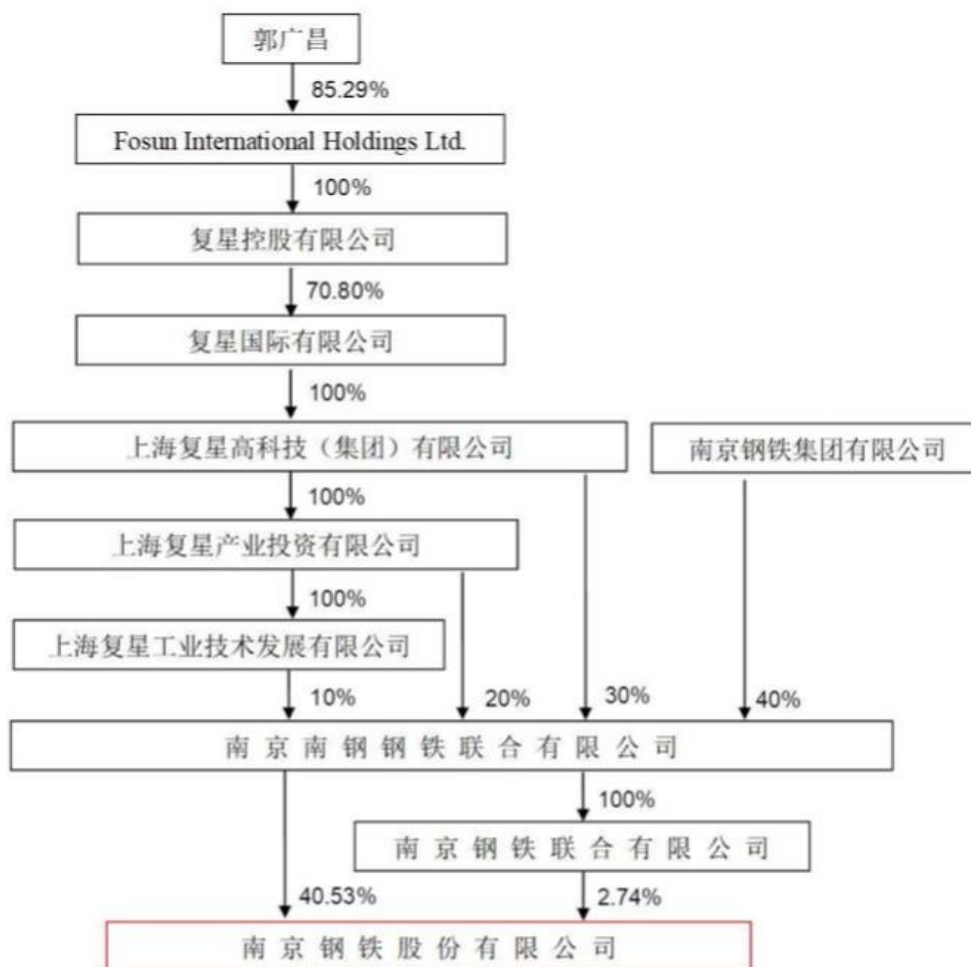 郭广昌
85.29%
Fosun International Holdings Ltd.
100%
复星控股有限公司
70.80%
复星国际有限公司
100%
上海复星高科技（集团）有限公司
南京钢铁集团有限公司
100%
上海复星产业投资有限公司
100%
上海复星工业技术发展有限公司
10%
20%
30%
40%
南京南钢钢铁联合有限公司
100%
南京钢铁联合有限公司
40.53%
2.74%
南京钢铁股份有限公司